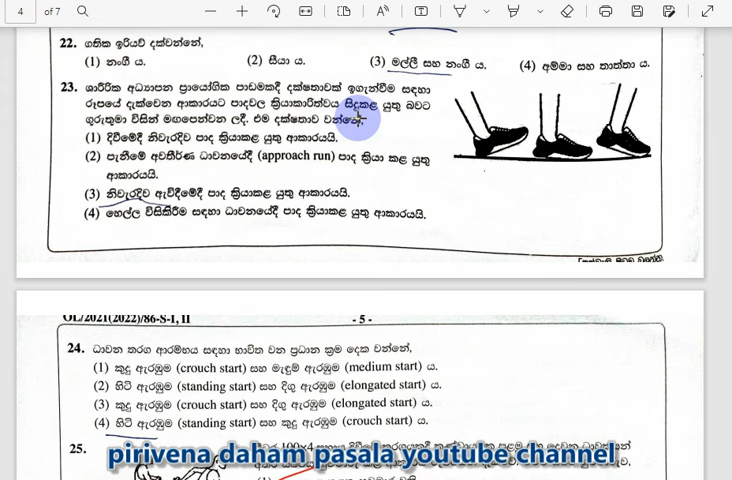 4 of 7
22. ගතික ඉරියව් දක්වන්නේ,
(1) නංගී ය. (2) සීයා ය. (3) මල්ලී සහ නංගී ය. (4) අම්මා සහ තාත්තා ය.
23. ශාරීරික අධ්‍යාපන ප්‍රායෝගික පාඩමකදී දක්ෂතාවක් ඉගැන්වීම සඳහා
රූපයේ දැක්වෙන ආකාරයට පාදවල ක්‍රියාකාරිත්වය සිදුකළ යුතු බවට
ගුරුතුමා විසින් මඟපෙන්වන ලදී. එම දක්ෂතාව වන්නේ,
(1) දිවීමේදී නිවැරදිව පාද ක්‍රියාකළ යුතු ආකාරයයි.
(2) පැනීමේ අවතීර්ණ ධාවනයේදී (approach run) පාද ක්‍රියා කළ යුතු
ආකාරයයි.
(3) නිවැරදිව ඇවිදීමේදී පාද ක්‍රියාකළ යුතු ආකාරයයි.
(4) හෙල්ල විසිකිරීම සඳහා ධාවනයේදී පාද ක්‍රියාකළ යුතු ආකාරයයි.
OL/2021(2022)/86-S-I, II - 5 -
24. ධාවන තරග ආරම්භය සඳහා භාවිත වන ප්‍රධාන ක්‍රම දෙක වන්නේ,
(1) කුදු ඇරඹුම (crouch start) සහ මැදුම් ඇරඹුම (medium start) ය.
(2) හිටි ඇරඹුම (standing start) සහ දිගු ඇරඹුම (elongated start) ය.
(3) කුදු ඇරඹුම (crouch start) සහ දිගු ඇරඹුම (elongated start) ය.
(4) හිටි ඇරඹුම (standing start) සහ කුදු ඇරඹුම (crouch start) ය.
25.
pirivena daham pasala youtube channel